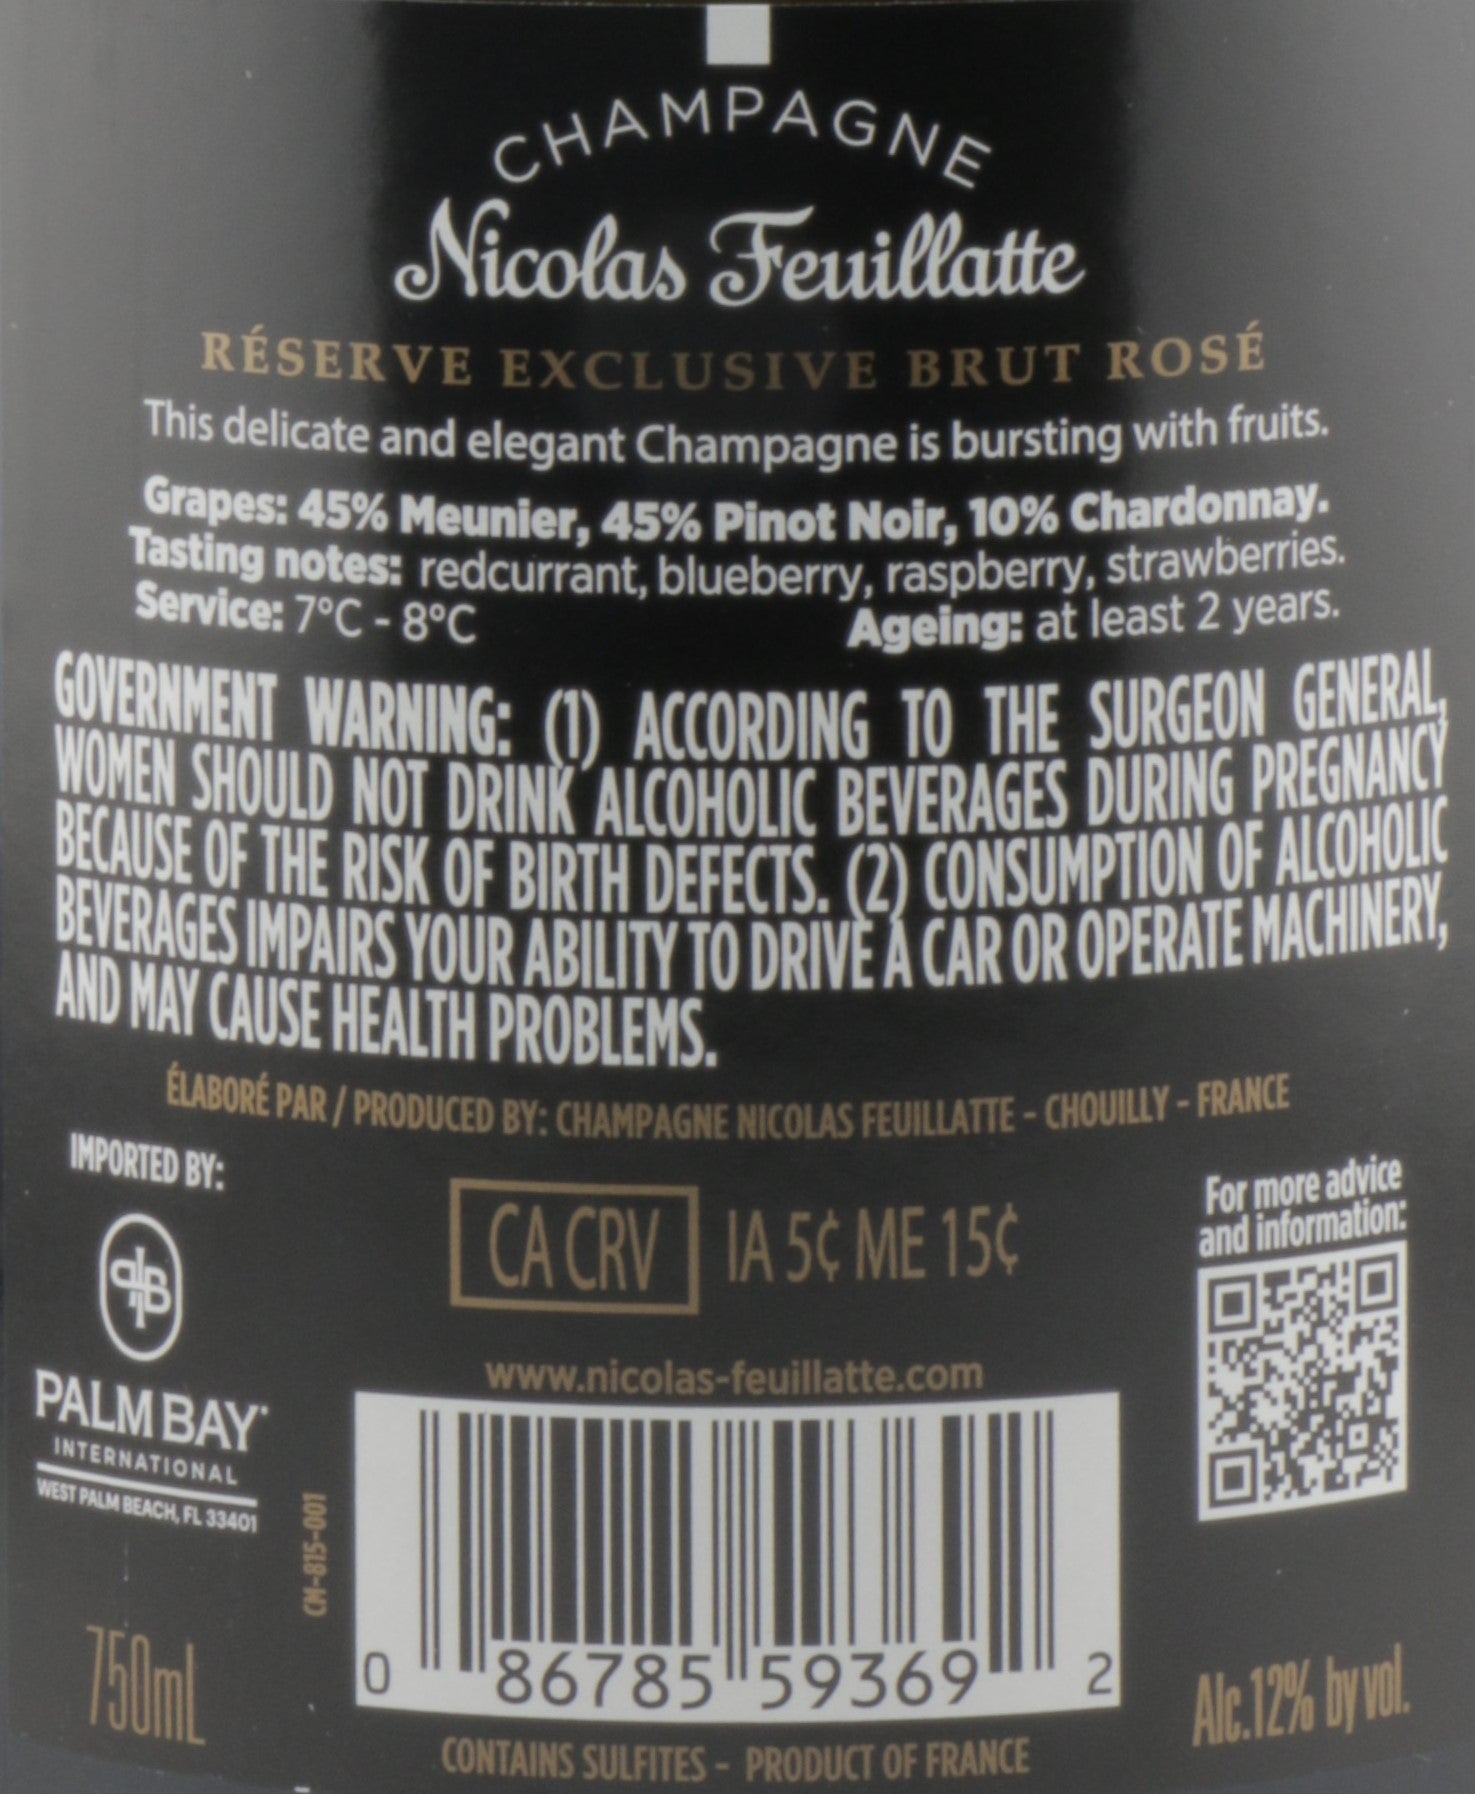 CHAMPAGNE
Nicolas Feuillatte
RÉSERVE EXCLUSIVE BRUT ROSÉ
This delicate and elegant Champagne is bursting with fruits.
Grapes: 45% Meunier, 45% Pinot Noir, 10% Chardonnay.
Tasting notes: redcurrant, blueberry, raspberry, strawberries.
Service: 7°C - 8°C Ageing: at least 2 years.
GOVERNMENT WARNING: (1) ACCORDING TO THE SURGEON GENERAL,
WOMEN SHOULD NOT DRINK ALCOHOLIC BEVERAGES DURING PREGNANCY
BECAUSE OF THE RISK OF BIRTH DEFECTS. (2) CONSUMPTION OF ALCOHOLIC
BEVERAGES IMPAIRS YOUR ABILITY TO DRIVE A CAR OR OPERATE MACHINERY,
AND MAY CAUSE HEALTH PROBLEMS.
ÉLABORÉ PAR / PRODUCED BY: CHAMPAGNE NICOLAS FEUILLATTE - CHOUILLY - FRANCE
IMPORTED BY:
PALM BAY
INTERNATIONAL
WEST PALM BEACH, FL 33401
CA CRV IA 5¢ ME 15¢
For more advice
and information:
www.nicolas-feuillatte.com
CM-815-001
0 86785 59369 2
750mL
Alc.12% by vol.
CONTAINS SULFITES - PRODUCT OF FRANCE